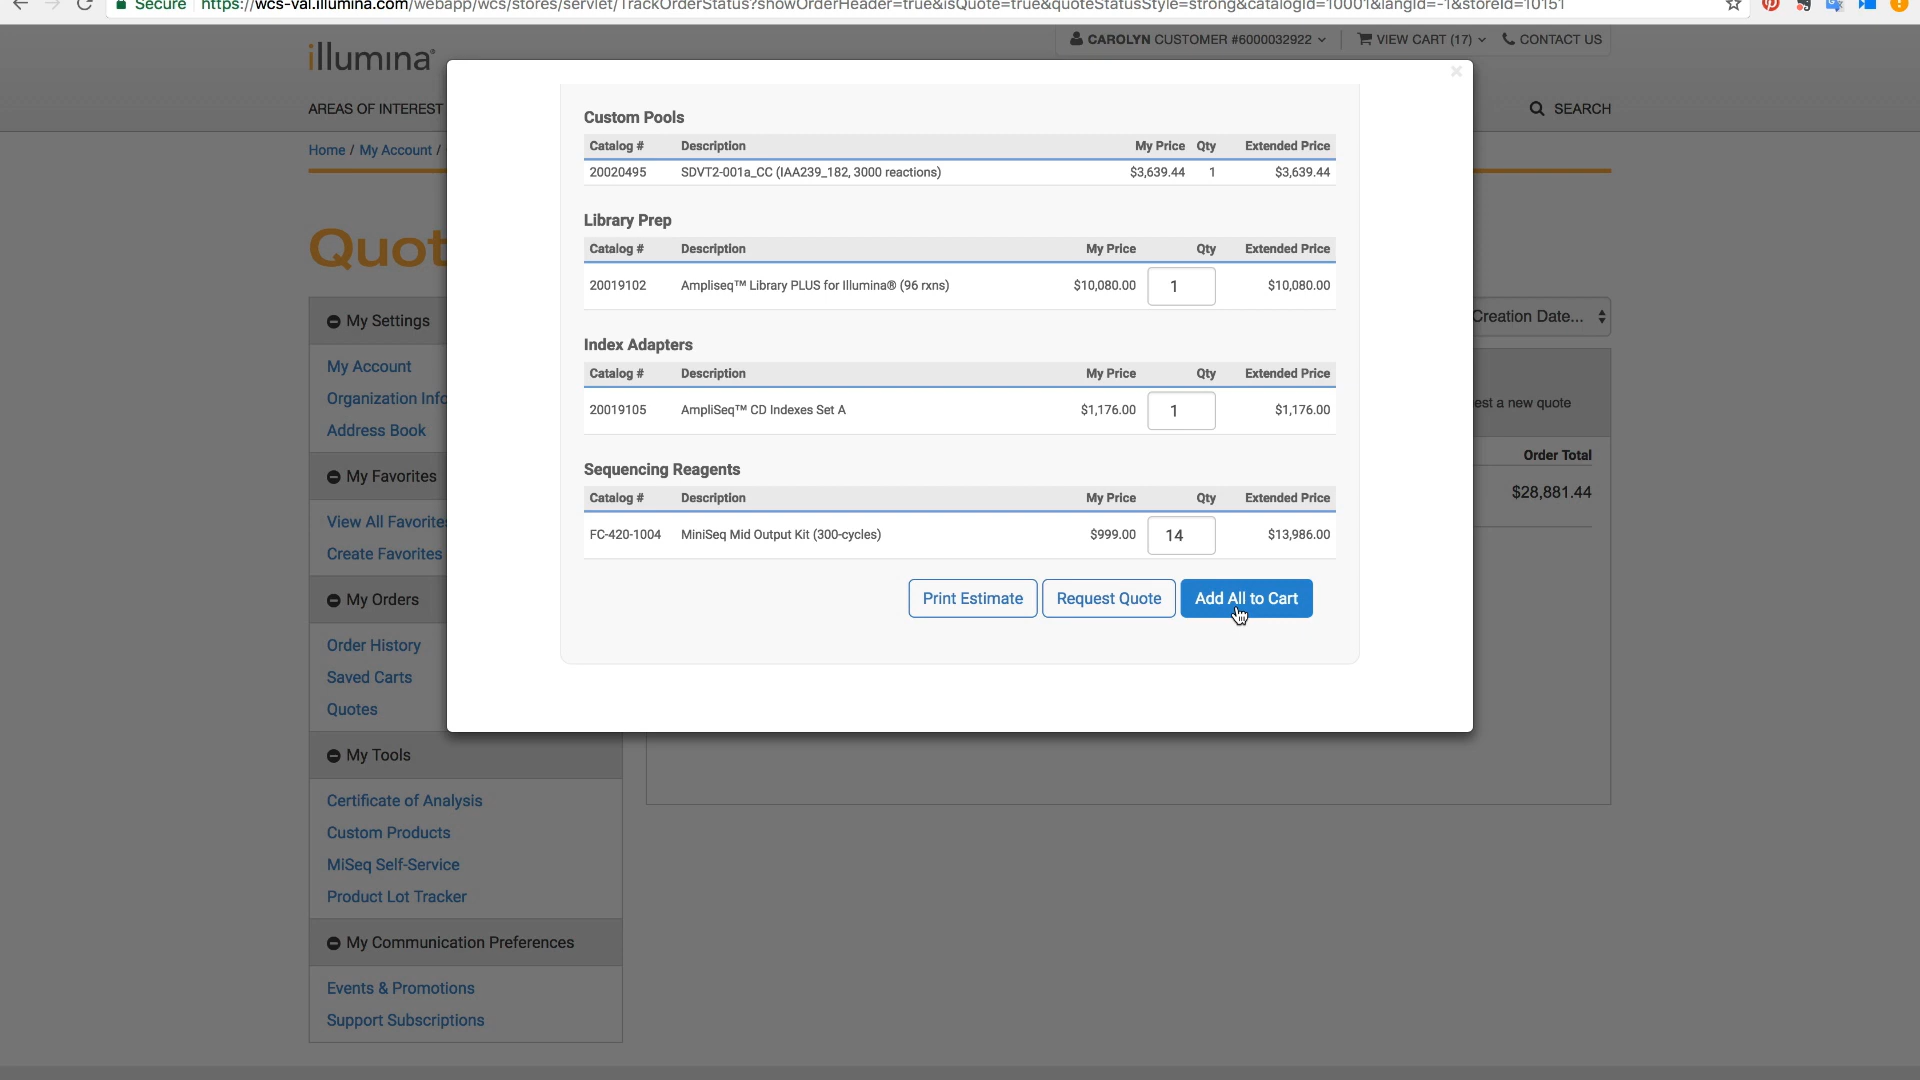 Secure https://wcs-val.illumina.com/webapp/wcs/stores/servlet/TrackOrderStatus?showOrderHeader=true&isQuote=true&quoteStatusStyle=strong&catalogId=10001&langId=-1&storeId=10151
illumina®
CAROLYN CUSTOMER #6000032922
VIEW CART (17)
CONTACT US
AREAS OF INTEREST
SEARCH
Home / My Account /
Quot
Custom Pools
Catalog # Description My Price Qty Extended Price
20020495 SDVT2-001a_CC (IAA239_182, 3000 reactions) $3,639.44 1 $3,639.44
Library Prep
Catalog # Description My Price Qty Extended Price
20019102 Ampliseq™ Library PLUS for Illumina® (96 rxns) $10,080.00 1 $10,080.00
Index Adapters
Catalog # Description My Price Qty Extended Price
20019105 AmpliSeq™ CD Indexes Set A $1,176.00 1 $1,176.00
Sequencing Reagents
Catalog # Description My Price Qty Extended Price
FC-420-1004 MiniSeq Mid Output Kit (300-cycles) $999.00 14 $13,986.00
Print Estimate Request Quote Add All to Cart
My Settings
My Account
Organization Info
Address Book
My Favorites
View All Favorites
Create Favorites
My Orders
Order History
Saved Carts
Quotes
My Tools
Certificate of Analysis
Custom Products
MiSeq Self-Service
Product Lot Tracker
My Communication Preferences
Events & Promotions
Support Subscriptions
Creation Date...
est a new quote
Order Total
$28,881.44